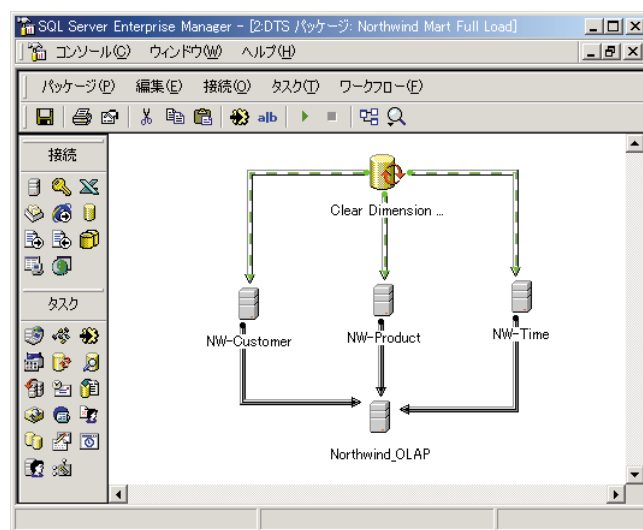 SQL Server Enterprise Manager - [2:DTS パッケージ: Northwind Mart Full Load]
コンソール(C) ウィンドウ(W) ヘルプ(H)
パッケージ(P) 編集(E) 接続(O) タスク(T) ワークフロー(F)
a|b
接続
Clear Dimension ...
NW-Customer NW-Product NW-Time
タスク
Northwind_OLAP